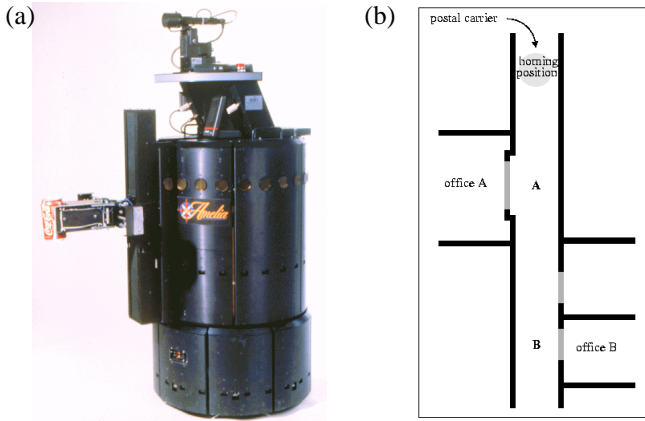 (a)
Amelia
(b)
postal carrier
homing
position
office A
A
B
office B